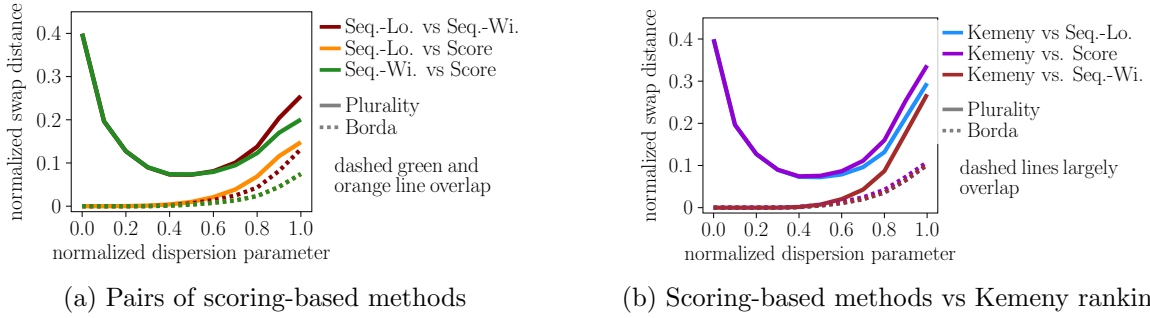 normalized swap distance
0.4
0.3
0.2
0.1
0
0.0 0.2 0.4 0.6 0.8 1.0
normalized dispersion parameter
Seq.-Lo. vs Seq.-Wi.
Seq.-Lo. vs Score
Seq.-Wi. vs Score
Plurality
Borda
dashed green and
orange line overlap
(a) Pairs of scoring-based methods
normalized swap distance
0.4
0.3
0.2
0.1
0
0.0 0.2 0.4 0.6 0.8 1.0
normalized dispersion parameter
Kemeny vs Seq.-Lo.
Kemeny vs. Score
Kemeny vs. Seq.-Wi.
Plurality
Borda
dashed lines largely
overlap
(b) Scoring-based methods vs Kemeny rankin